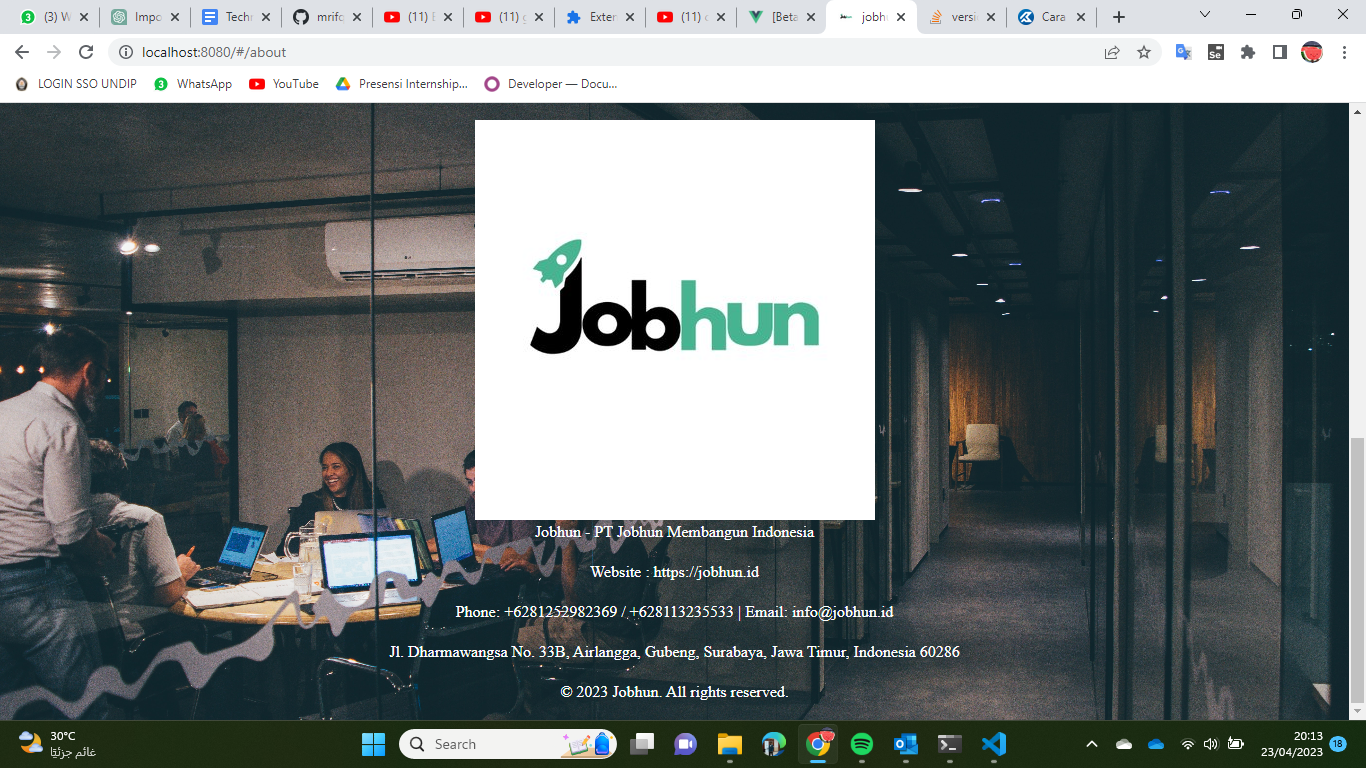 (3) W
Impo
Techn
mrifq
(11) E
(11) g
Exter
(11) c
[Beta
jobh
versi
Cara
localhost:8080/#/about
LOGIN SSO UNDIP
WhatsApp
YouTube
Presensi Internship...
Developer — Docu...
Jobhun
Jobhun - PT Jobhun Membangun Indonesia
Website : https://jobhun.id
Phone: +6281252982369 / +628113235533 | Email: info@jobhun.id
Jl. Dharmawangsa No. 33B, Airlangga, Gubeng, Surabaya, Jawa Timur, Indonesia 60286
© 2023 Jobhun. All rights reserved.
30°C
غائم جزئيًا
Search
20:13
23/04/2023
18